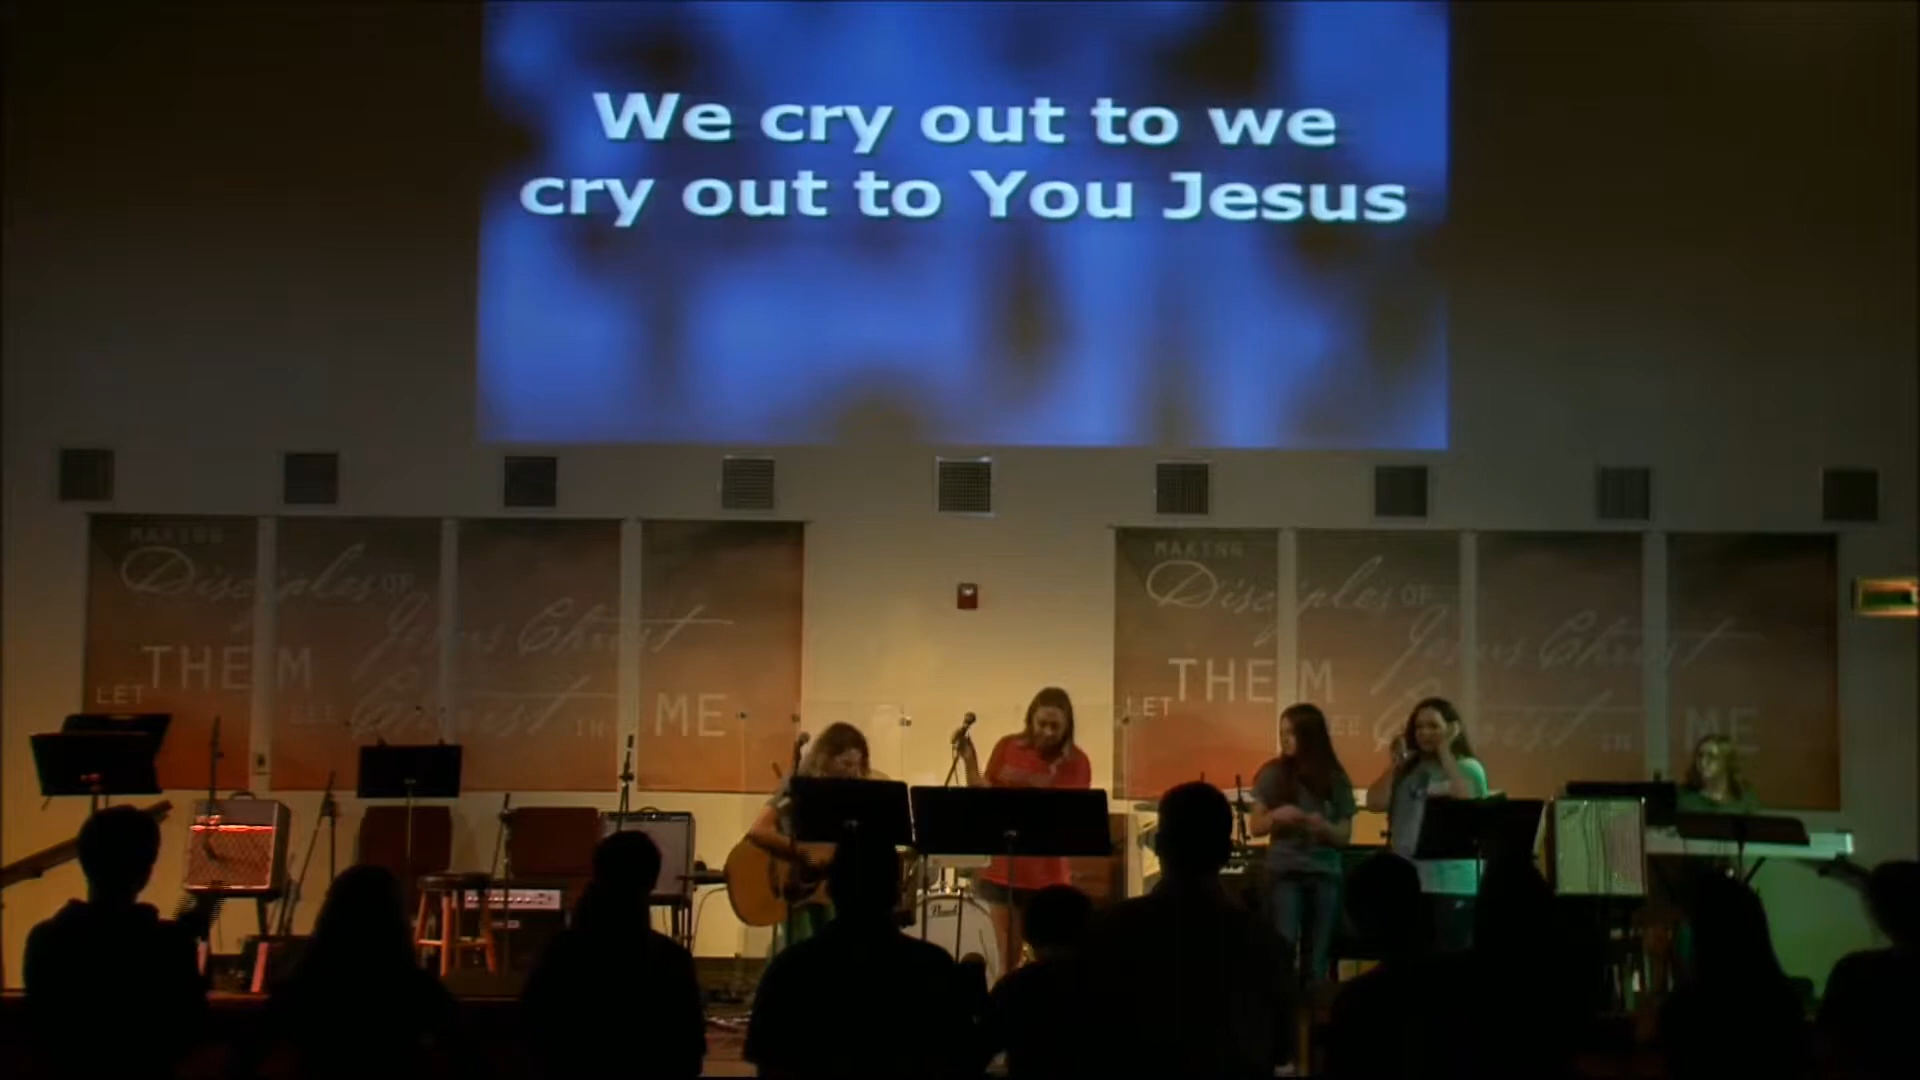 We cry out to we
cry out to You Jesus
MAKING
Disciples OF
Jesus Christ
LET THEM
SEE Christ IN ME
MAKING
Disciples OF
Jesus Christ
LET THEM
SEE Christ IN ME
Pearl